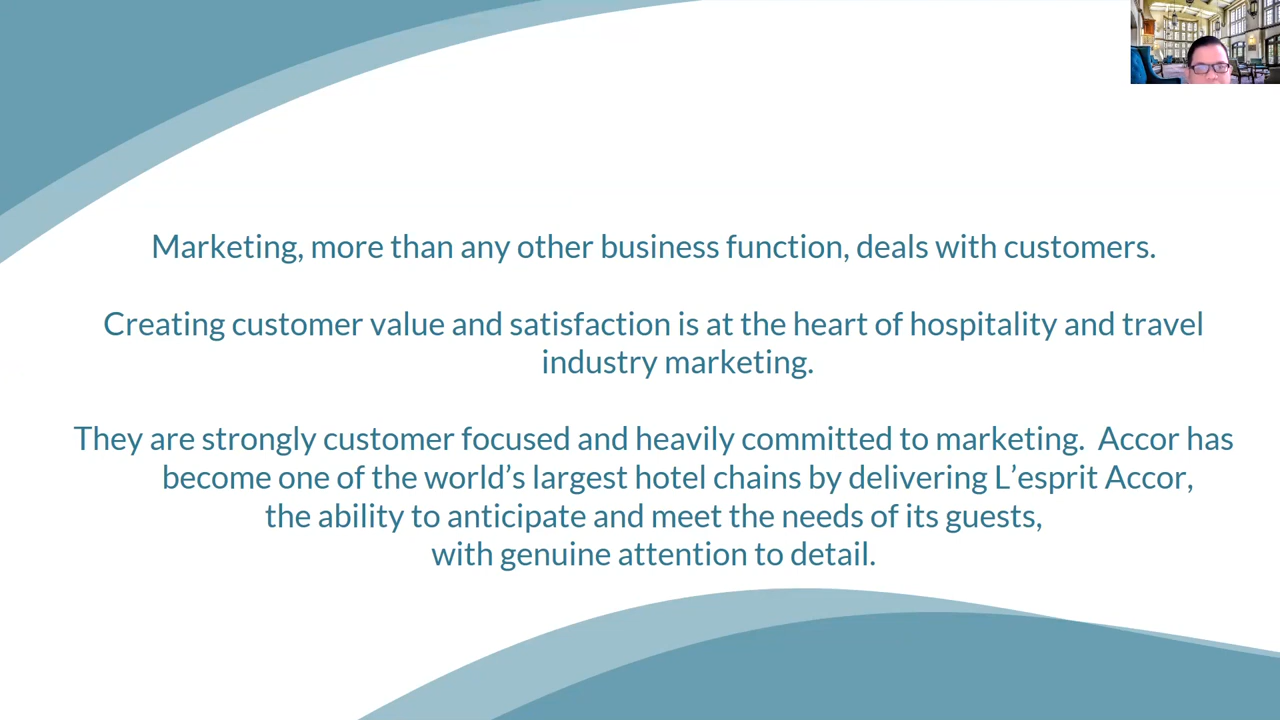 Marketing, more than any other business function, deals with customers.
Creating customer value and satisfaction is at the heart of hospitality and travel
industry marketing.
They are strongly customer focused and heavily committed to marketing.  Accor has
become one of the world’s largest hotel chains by delivering L’esprit Accor,
the ability to anticipate and meet the needs of its guests,
with genuine attention to detail.